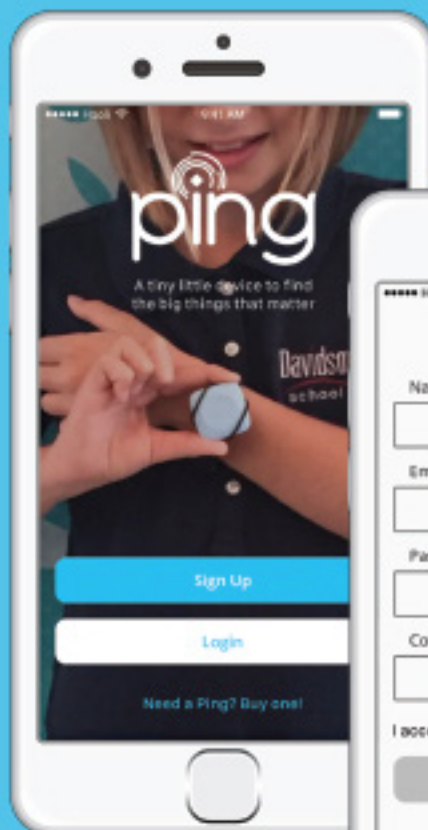 9:41 AM
ping
A tiny little device to find
the big things that matter
Davidso
school
Sign Up
Login
Need a Ping? Buy one!
Na
Em
Pa
Co
I acc